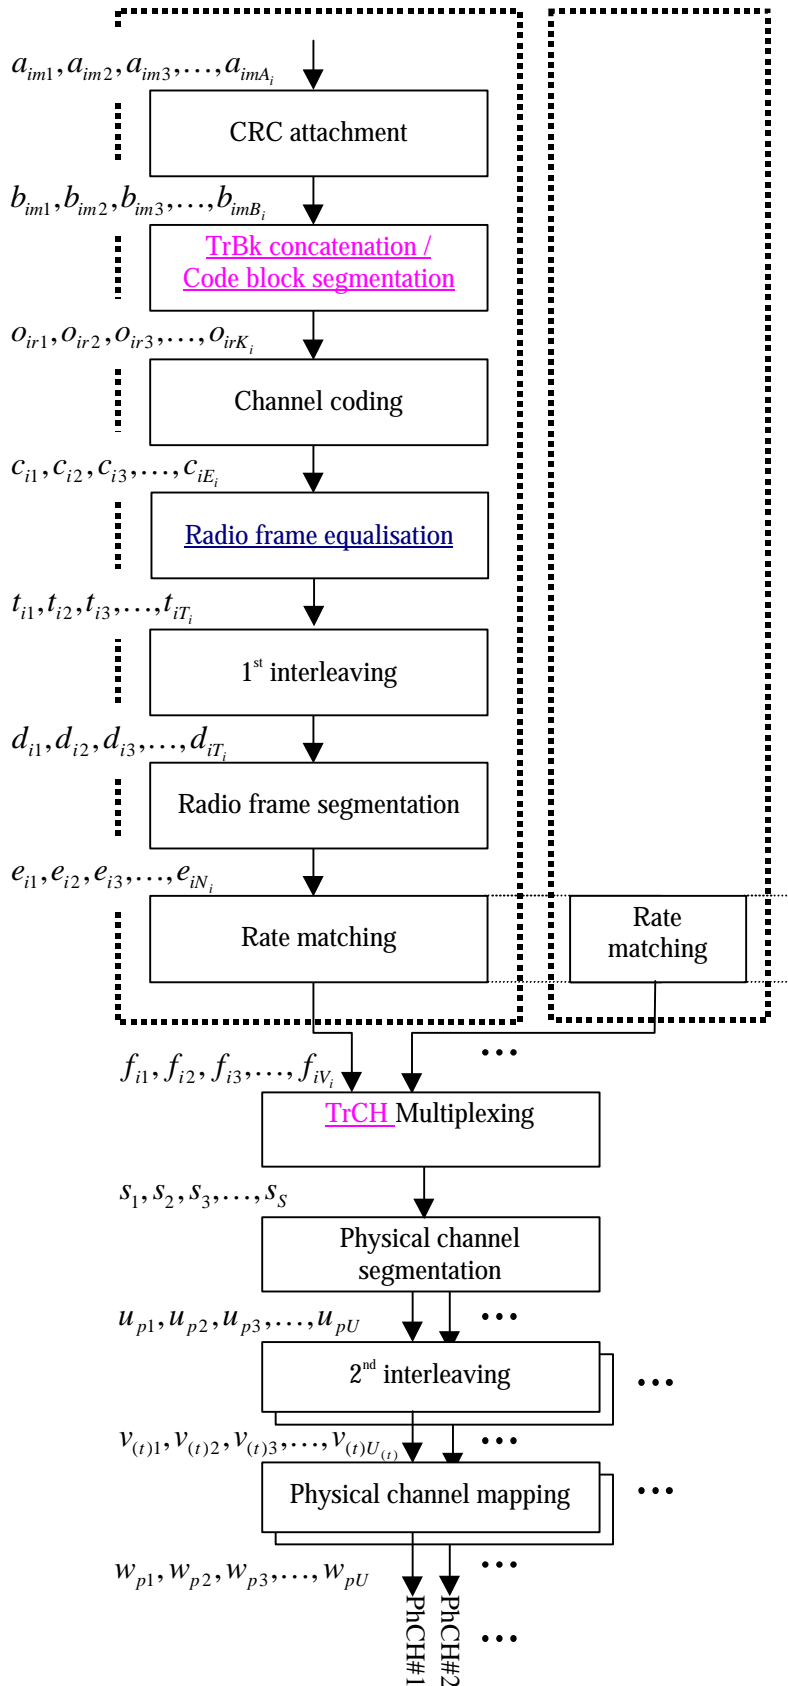 a_{im1}, a_{im2}, a_{im3}, …, a_{imA_i}
CRC attachment
b_{im1}, b_{im2}, b_{im3}, …, b_{imB_i}
TrBk concatenation /
Code block segmentation
o_{ir1}, o_{ir2}, o_{ir3}, …, o_{irK_i}
Channel coding
c_{i1}, c_{i2}, c_{i3}, …, c_{iE_i}
Radio frame equalisation
t_{i1}, t_{i2}, t_{i3}, …, t_{iT_i}
1st interleaving
d_{i1}, d_{i2}, d_{i3}, …, d_{iT_i}
Radio frame segmentation
e_{i1}, e_{i2}, e_{i3}, …, e_{iN_i}
Rate matching
Rate
matching
…
f_{i1}, f_{i2}, f_{i3}, …, f_{iV_i}
TrCH Multiplexing
s_1, s_2, s_3, …, s_S
Physical channel
segmentation
u_{p1}, u_{p2}, u_{p3}, …, u_{pU}
…
2nd interleaving
…
v_{(t)1}, v_{(t)2}, v_{(t)3}, …, v_{(t)U_{(t)}}
…
Physical channel mapping
…
w_{p1}, w_{p2}, w_{p3}, …, w_{pU}
…
PhCH#1
PhCH#2
…